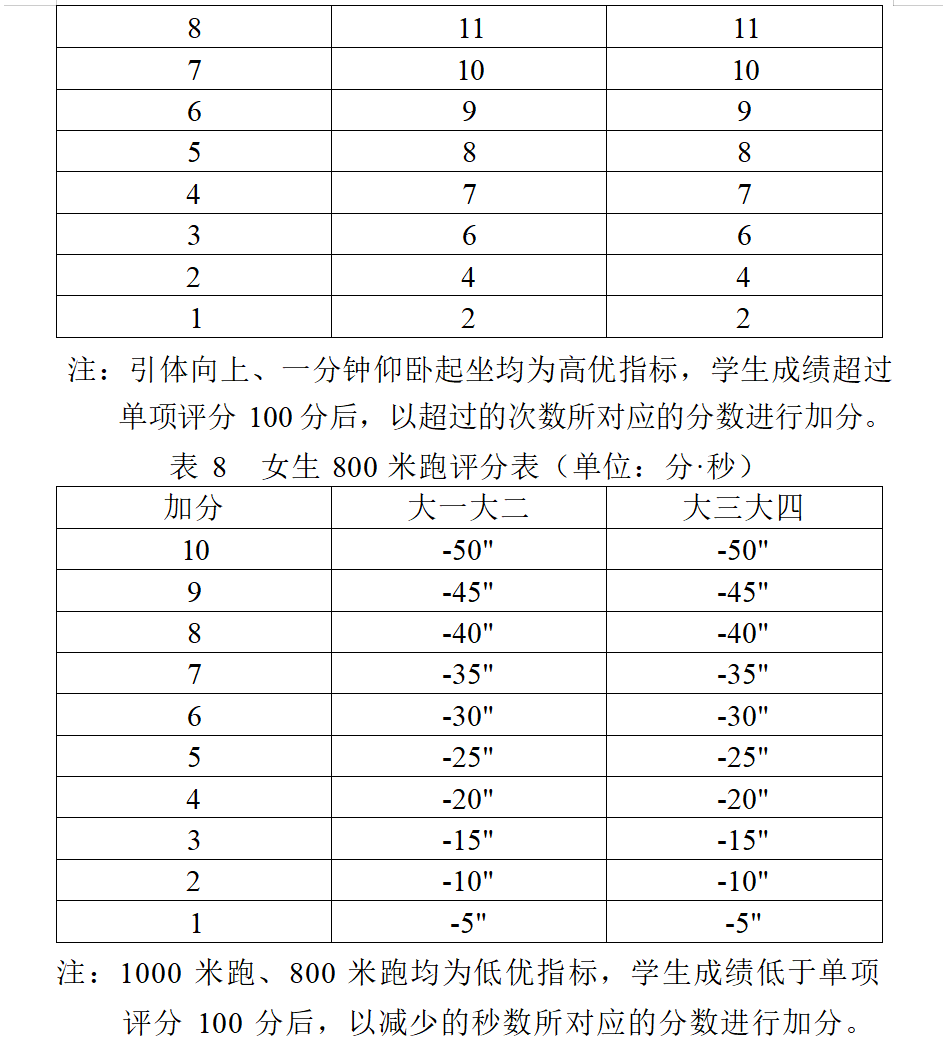 8 11 11
7 10 10
6 9 9
5 8 8
4 7 7
3 6 6
2 4 4
1 2 2
注：引体向上、一分钟仰卧起坐均为高优指标，学生成绩超过
单项评分 100 分后，以超过的次数所对应的分数进行加分。
表 8 女生 800 米跑评分表（单位：分·秒）
加分 大一大二 大三大四
10 -50" -50"
9 -45" -45"
8 -40" -40"
7 -35" -35"
6 -30" -30"
5 -25" -25"
4 -20" -20"
3 -15" -15"
2 -10" -10"
1 -5" -5"
注：1000 米跑、800 米跑均为低优指标，学生成绩低于单项
评分 100 分后，以减少的秒数所对应的分数进行加分。